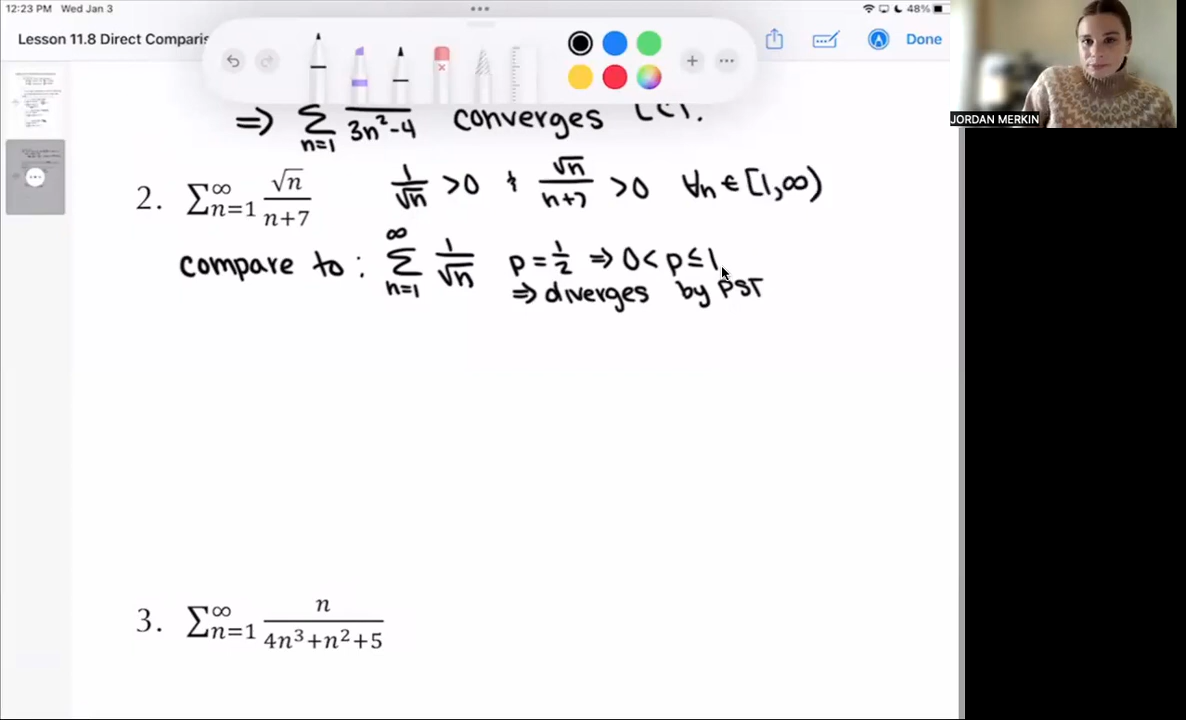 12:23 PM Wed Jan 3
48%
Lesson 11.8 Direct Comparis
Done
JORDAN MERKIN
⇒ ∑ n=1 / 3n²-4 converges LCT.
2. ∑_{n=1}^{∞} √n/(n+7) 1/√n >0 & √n/(n+7) >0 ∀n ∈ [1,∞)
compare to: ∑_{n=1}^{∞} 1/√n p = 1/2 ⇒ 0< p ≤ 1
⇒ diverges by PST
3. ∑_{n=1}^{∞} n/(4n³+n²+5)